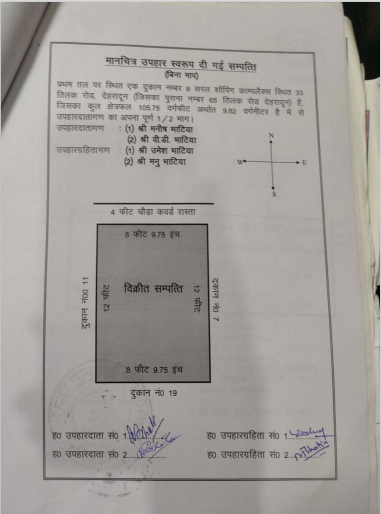 मानचित्र उपहार स्वरूप दी गई सम्पत्ति
(बिना माप)
प्रथम तल पर स्थित एक दुकान नम्बर 9 सरल शॉपिंग काम्पलैक्स स्थित 33
तिलक रोड, देहरादून (जिसका पुराना नम्बर 65 तिलक रोड देहरादून) है,
जिसका कुल क्षेत्रफल 105.75 वर्गफीट अर्थात 9.82 वर्गमीटर है मे से
उपहारदातागण का अपना पूर्ण 1/2 भाग।
उपहारदातागण : (1) श्री मनीष भाटिया
(2) श्री वी.डी. भाटिया
उपहारग्रहितागण : (1) श्री उमेश भाटिया
(2) श्री मनु भाटिया
N
W
E
S
4 फीट चौड़ा कवर्ड रास्ता
8 फीट 9.75 इंच
दुकान नं0 11
12 फीट
विक्रीत सम्पत्ति
12 फीट
दुकान नं0 7
8 फीट 9.75 इंच
दुकान नं0 19
ह0 उपहारदाता सं0 1
ह0 उपहारग्रहिता सं0 1
ह0 उपहारदाता सं0 2
ह0 उपहारग्रहिता सं0 2